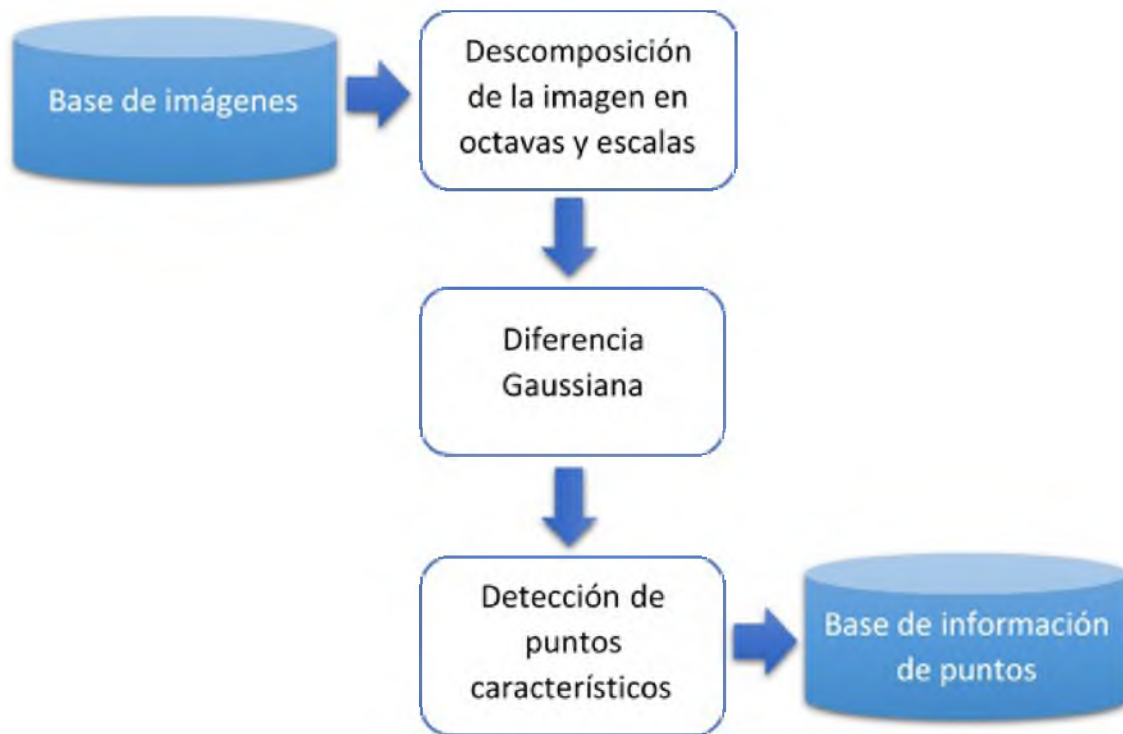 Base de imágenes
Descomposición
de la imagen en
octavas y escalas
Diferencia
Gaussiana
Detección de
puntos
característicos
Base de información
de puntos